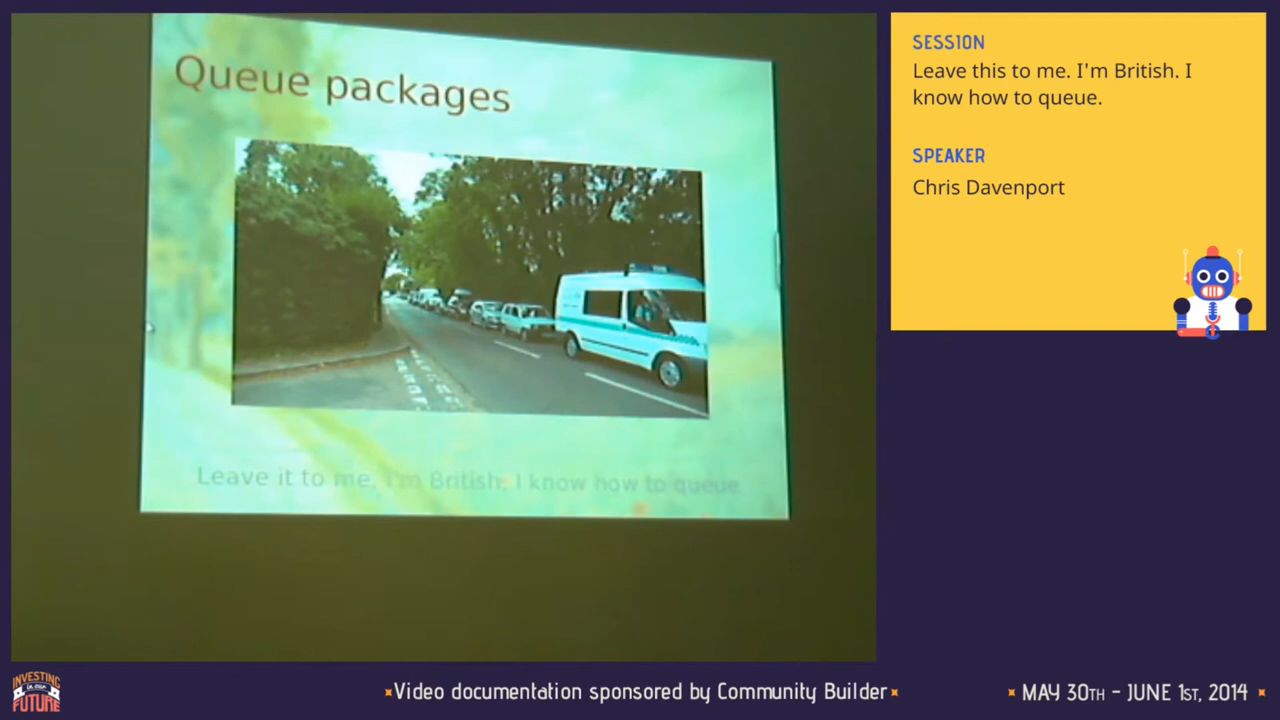 Queue packages
Leave it to me, I'm British, I know how to queue
SESSION
Leave this to me. I'm British. I
know how to queue.
SPEAKER
Chris Davenport
INVESTING
in our
FUTURE
Video documentation sponsored by Community Builder
MAY 30TH - JUNE 1ST, 2014